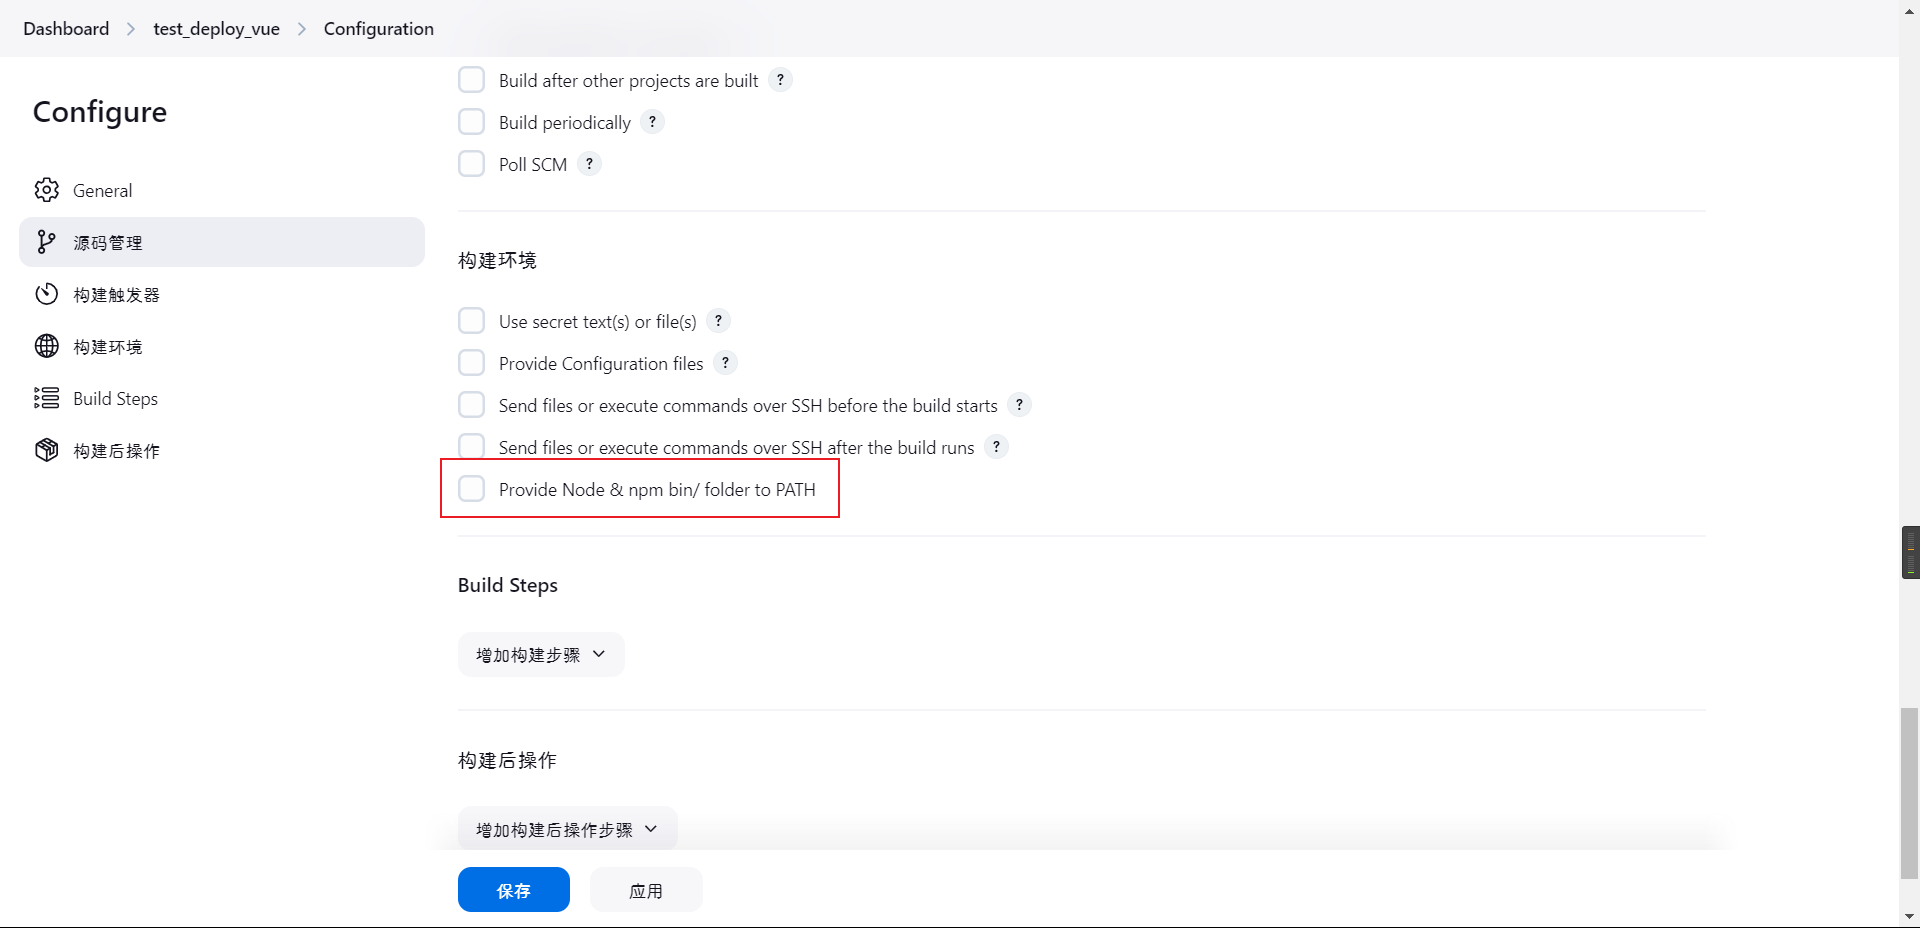 Dashboard > test_deploy_vue > Configuration
Configure
General
源码管理
构建触发器
构建环境
Build Steps
构建后操作
Build after other projects are built ?
Build periodically ?
Poll SCM ?
构建环境
Use secret text(s) or file(s) ?
Provide Configuration files ?
Send files or execute commands over SSH before the build starts ?
Send files or execute commands over SSH after the build runs ?
Provide Node & npm bin/ folder to PATH
Build Steps
增加构建步骤
构建后操作
增加构建后操作步骤
保存 应用